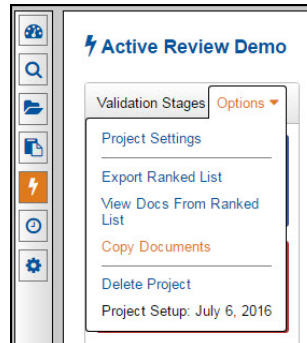 Active Review Demo
Validation Stages Options
Project Settings
Export Ranked List
View Docs From Ranked
List
Copy Documents
Delete Project
Project Setup: July 6, 2016